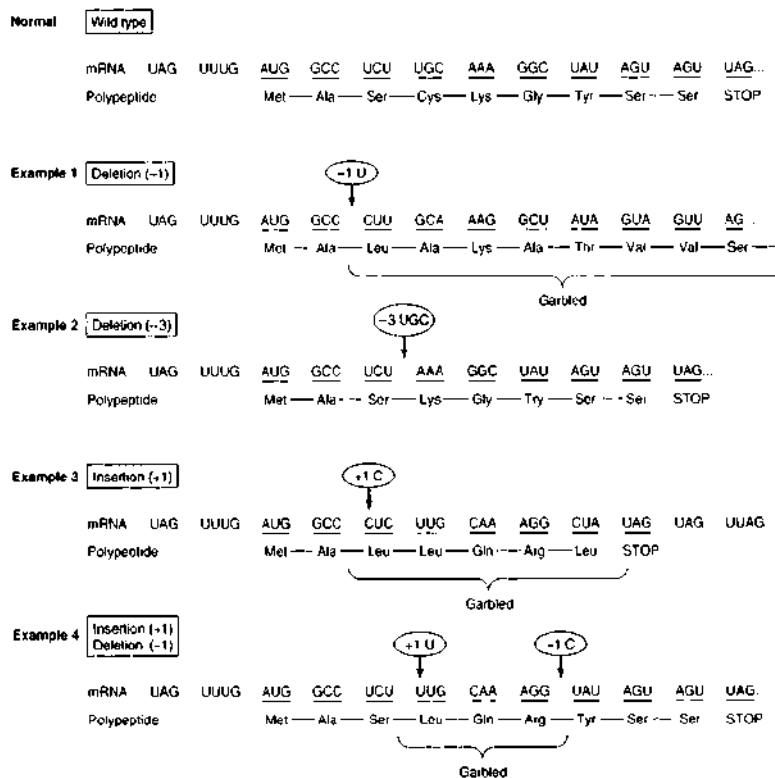 Normal Wild type
mRNA UAG UUUG AUG GCC UCU UGC AAA GGC UAU AGU AGU UAG...
Polypeptide Met — Ala — Ser — Cys — Lys — Gly — Tyr — Ser — Ser STOP
Example 1 Deletion (–1) –1 U
mRNA UAG UUUG AUG GCC CUU GCA AAG GCU AUA GUA GUU AG .
Polypeptide Met — Ala — Leu — Ala — Lys — Ala — Thr — Val — Val — Ser —
Garbled
Example 2 Deletion (–3) –3 UGC
mRNA UAG UUUG AUG GCC UCU AAA GGC UAU AGU AGU UAG...
Polypeptide Met — Ala — Ser — Lys — Gly — Try — Ser — Ser STOP
Example 3 Insertion (+1) +1 C
mRNA UAG UUUG AUG GCC CUC UUG CAA AGG CUA UAG UAG UUAG
Polypeptide Met — Ala — Leu — Leu — Gln — Arg — Leu STOP
Garbled
Example 4 Insertion (+1)
Deletion (–1) +1 U –1 C
mRNA UAG UUUG AUG GCC UCU UUG CAA AGG UAU AGU AGU UAG.
Polypeptide Met — Ala — Ser — Leu — Gln — Arg — Tyr — Ser — Ser STOP
Garbled